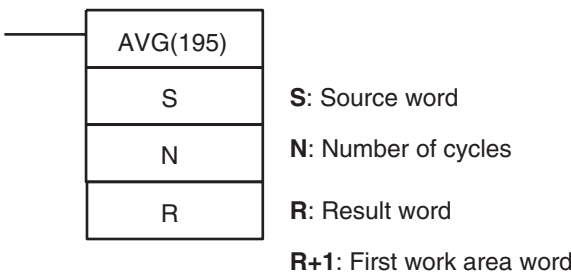 AVG(195)
S
S: Source word
N
N: Number of cycles
R
R: Result word
R+1: First work area word